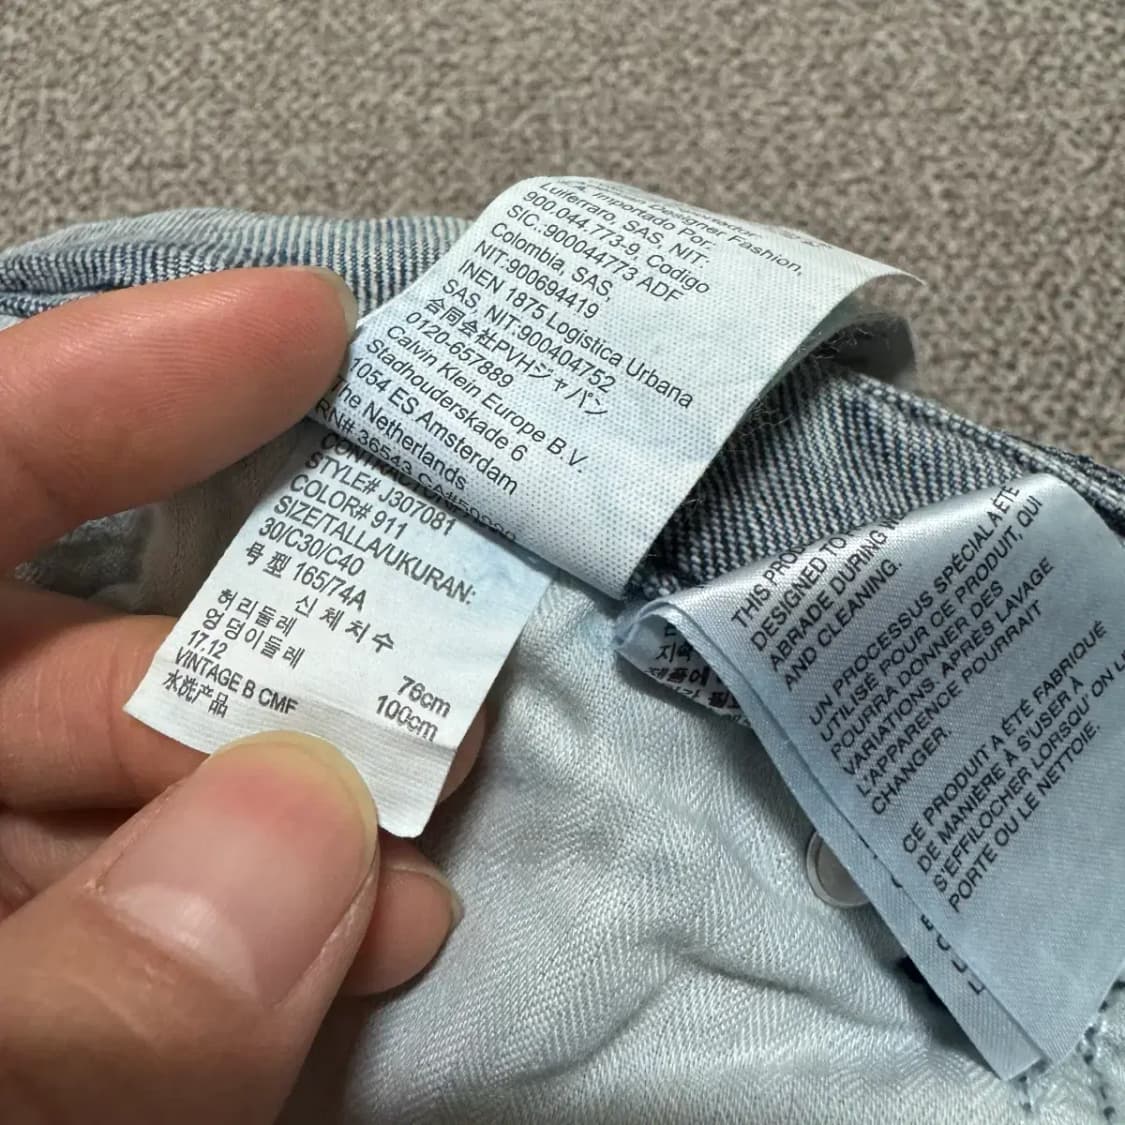 Importado Por:
Designer Fashion,
Luiferraro, SAS, NIT.
900.044.773-9, Codigo
SIC.:900044773 ADF
Colombia, SAS,
NIT:900694419
INEN 1875 Logistica Urbana
SAS, NIT:900404752
合同会社PVHジャパン
0120-657889
Calvin Klein Europe B.V.
Stadhouderskade 6
1054 ES Amsterdam
The Netherlands
RN# 36543
STYLE# J307081
COLOR# 911
SIZE/TALLA/UKURAN:
30/C30/C40
号型 165/74A
신체치수
허리둘레 76cm
엉덩이둘레 100cm
17.12
VINTAGE B CMF
水洗产品
THIS
DESIGNED TO
ABRADE DURING
AND CLEANING.
UN PROCESSUS SPÉCIAL A ÉTÉ
UTILISÉ POUR CE PRODUIT, QUI
POURRA DONNER DES
VARIATIONS. APRÈS LAVAGE
L'APPARENCE POURRAIT
CHANGER.
CE PRODUIT A ÉTÉ FABRIQUÉ
DE MANIÈRE À S'USER À
S'EFFILOCHER LORSQU'ON
PORTE OU LE NETTOIE.